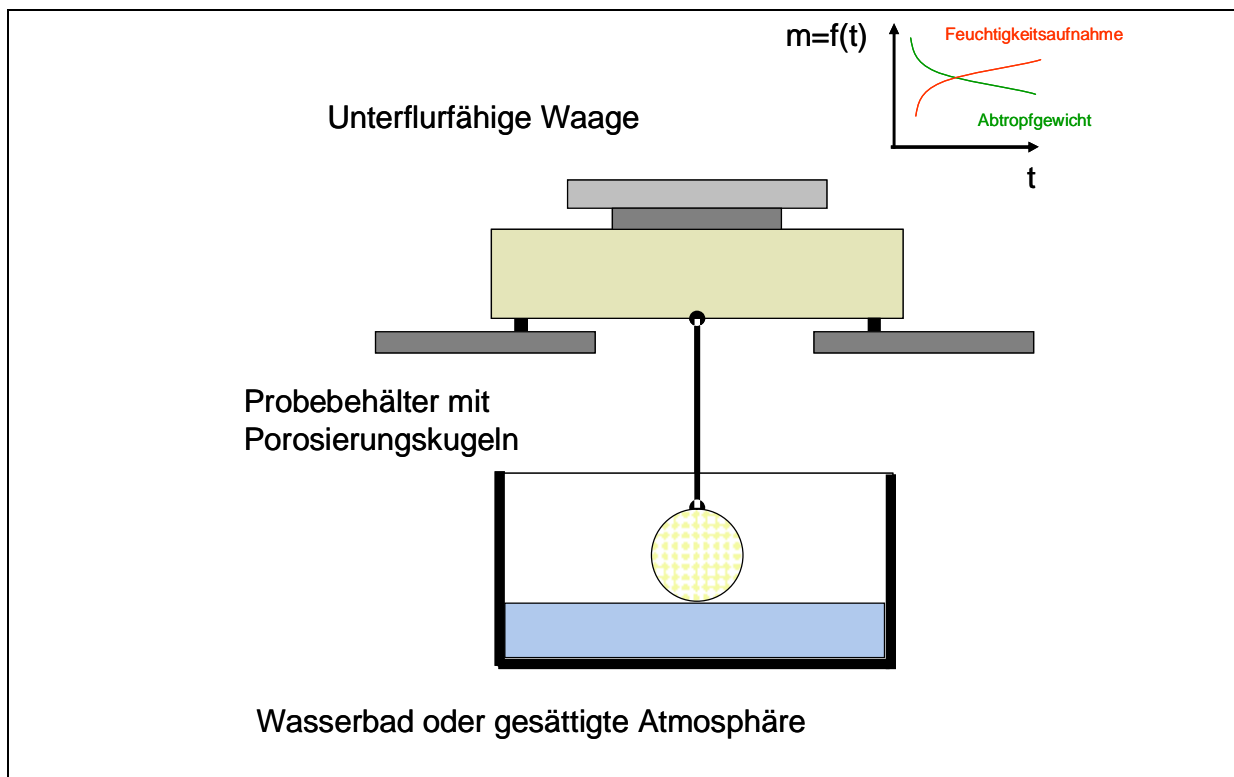 m=f(t)
Feuchtigkeitsaufnahme
Unterflurfähige Waage
Abtropfgewicht
t
Probebehälter mit
Porosierungskugeln
Wasserbad oder gesättigte Atmosphäre